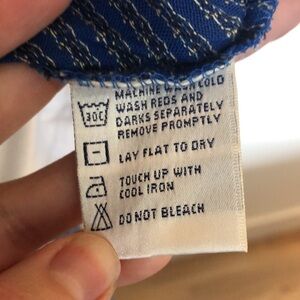 MACHINE WASH COLD
30C WASH REDS AND
DARKS SEPARATELY
REMOVE PROMPTLY
LAY FLAT TO DRY
TOUCH UP WITH
COOL IRON
DO NOT BLEACH